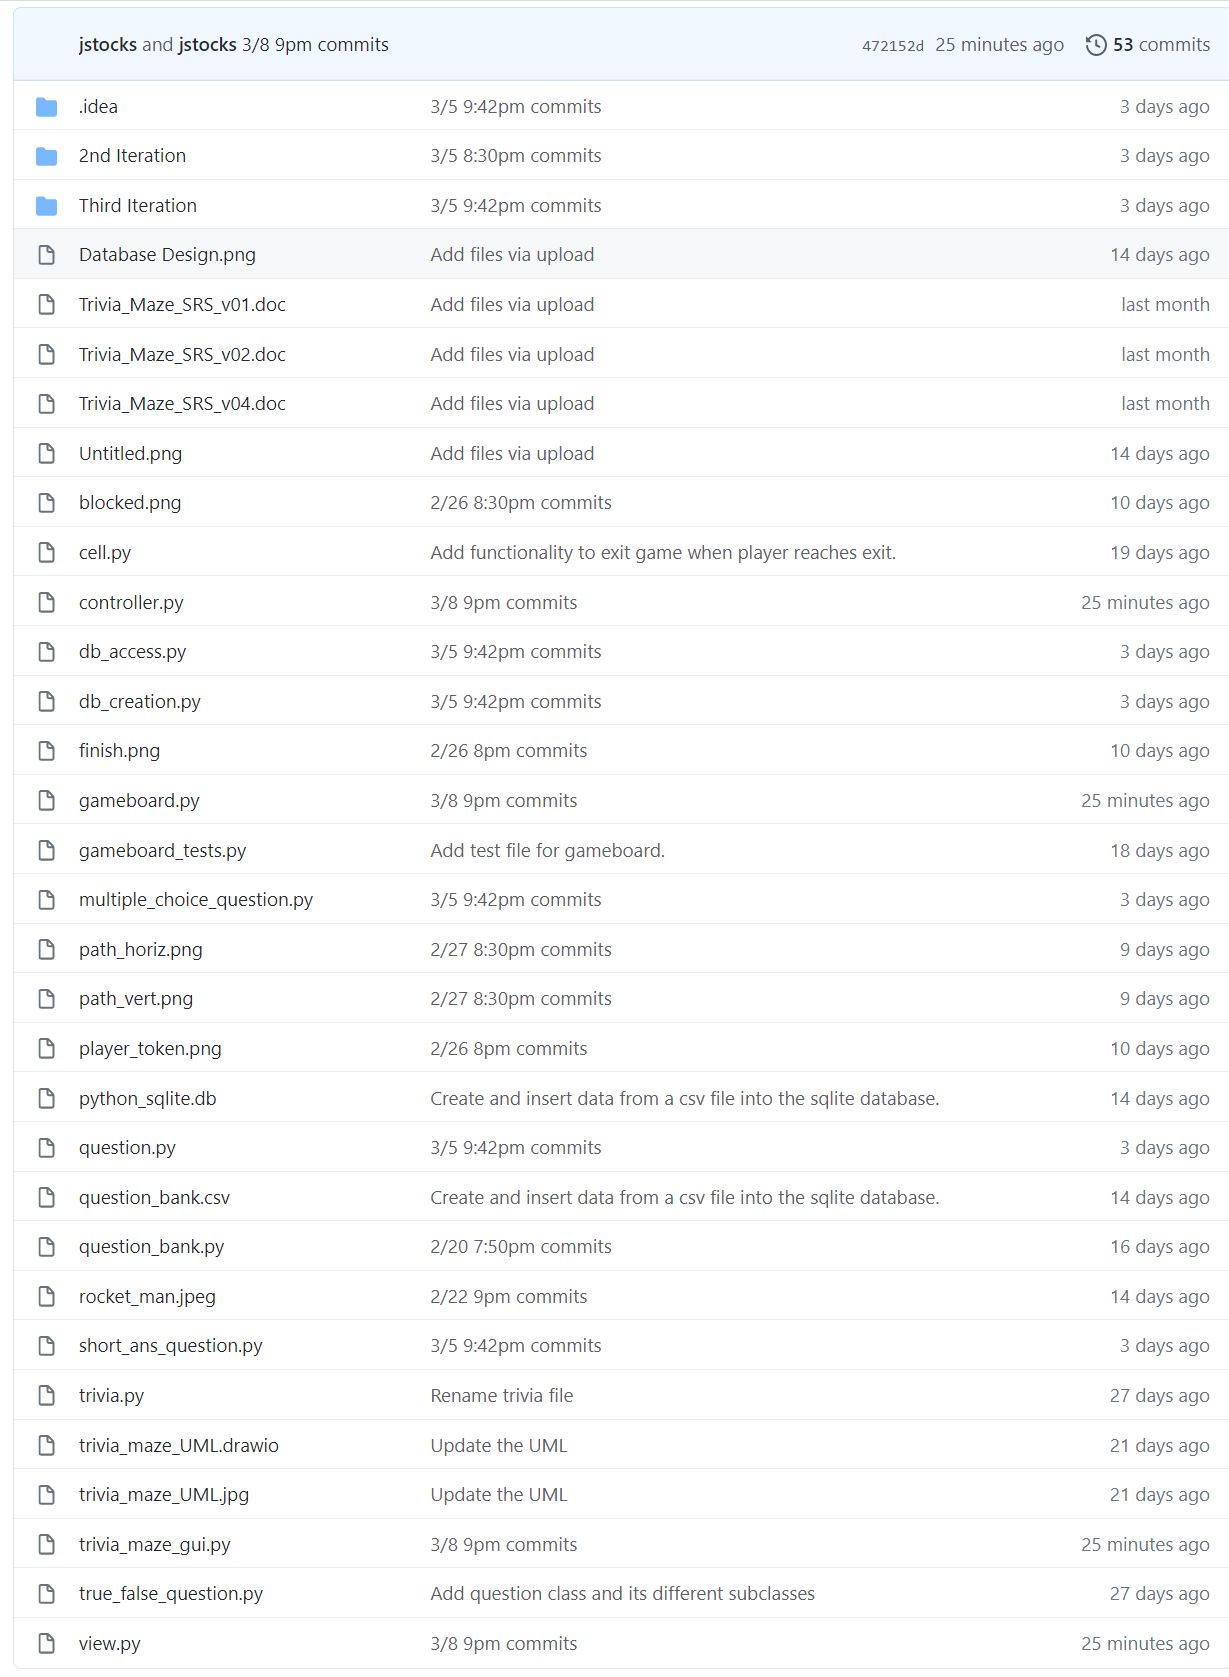 jstocks and jstocks 3/8 9pm commits 472152d 25 minutes ago 53 commits
.idea 3/5 9:42pm commits 3 days ago
2nd Iteration 3/5 8:30pm commits 3 days ago
Third Iteration 3/5 9:42pm commits 3 days ago
Database Design.png Add files via upload 14 days ago
Trivia_Maze_SRS_v01.doc Add files via upload last month
Trivia_Maze_SRS_v02.doc Add files via upload last month
Trivia_Maze_SRS_v04.doc Add files via upload last month
Untitled.png Add files via upload 14 days ago
blocked.png 2/26 8:30pm commits 10 days ago
cell.py Add functionality to exit game when player reaches exit. 19 days ago
controller.py 3/8 9pm commits 25 minutes ago
db_access.py 3/5 9:42pm commits 3 days ago
db_creation.py 3/5 9:42pm commits 3 days ago
finish.png 2/26 8pm commits 10 days ago
gameboard.py 3/8 9pm commits 25 minutes ago
gameboard_tests.py Add test file for gameboard. 18 days ago
multiple_choice_question.py 3/5 9:42pm commits 3 days ago
path_horiz.png 2/27 8:30pm commits 9 days ago
path_vert.png 2/27 8:30pm commits 9 days ago
player_token.png 2/26 8pm commits 10 days ago
python_sqlite.db Create and insert data from a csv file into the sqlite database. 14 days ago
question.py 3/5 9:42pm commits 3 days ago
question_bank.csv Create and insert data from a csv file into the sqlite database. 14 days ago
question_bank.py 2/20 7:50pm commits 16 days ago
rocket_man.jpeg 2/22 9pm commits 14 days ago
short_ans_question.py 3/5 9:42pm commits 3 days ago
trivia.py Rename trivia file 27 days ago
trivia_maze_UML.drawio Update the UML 21 days ago
trivia_maze_UML.jpg Update the UML 21 days ago
trivia_maze_gui.py 3/8 9pm commits 25 minutes ago
true_false_question.py Add question class and its different subclasses 27 days ago
view.py 3/8 9pm commits 25 minutes ago